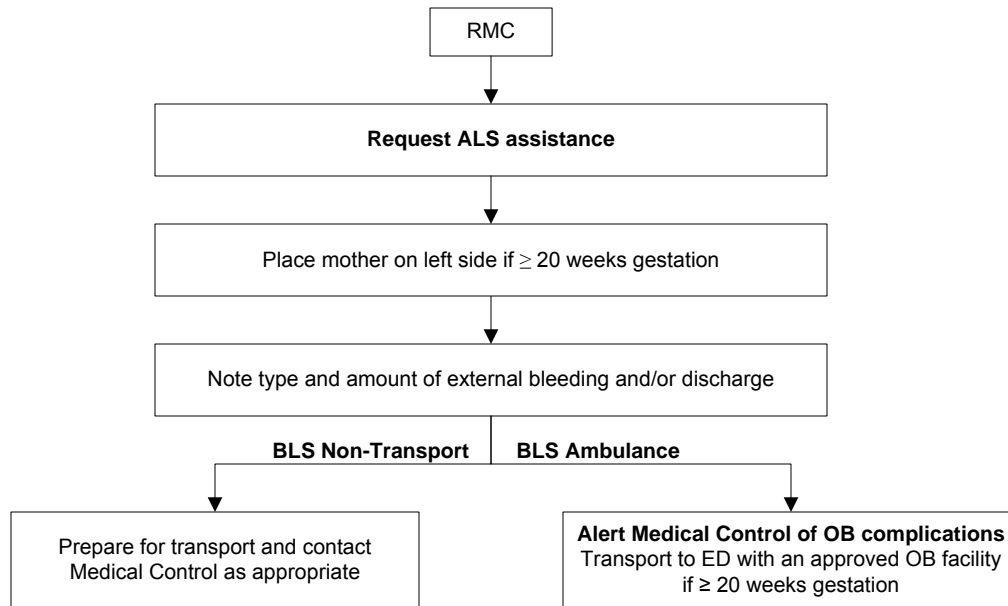 RMC
Request ALS assistance
Place mother on left side if ≥ 20 weeks gestation
Note type and amount of external bleeding and/or discharge
BLS Non-Transport
BLS Ambulance
Prepare for transport and contact
Medical Control as appropriate
Alert Medical Control of OB complications
Transport to ED with an approved OB facility
if ≥ 20 weeks gestation